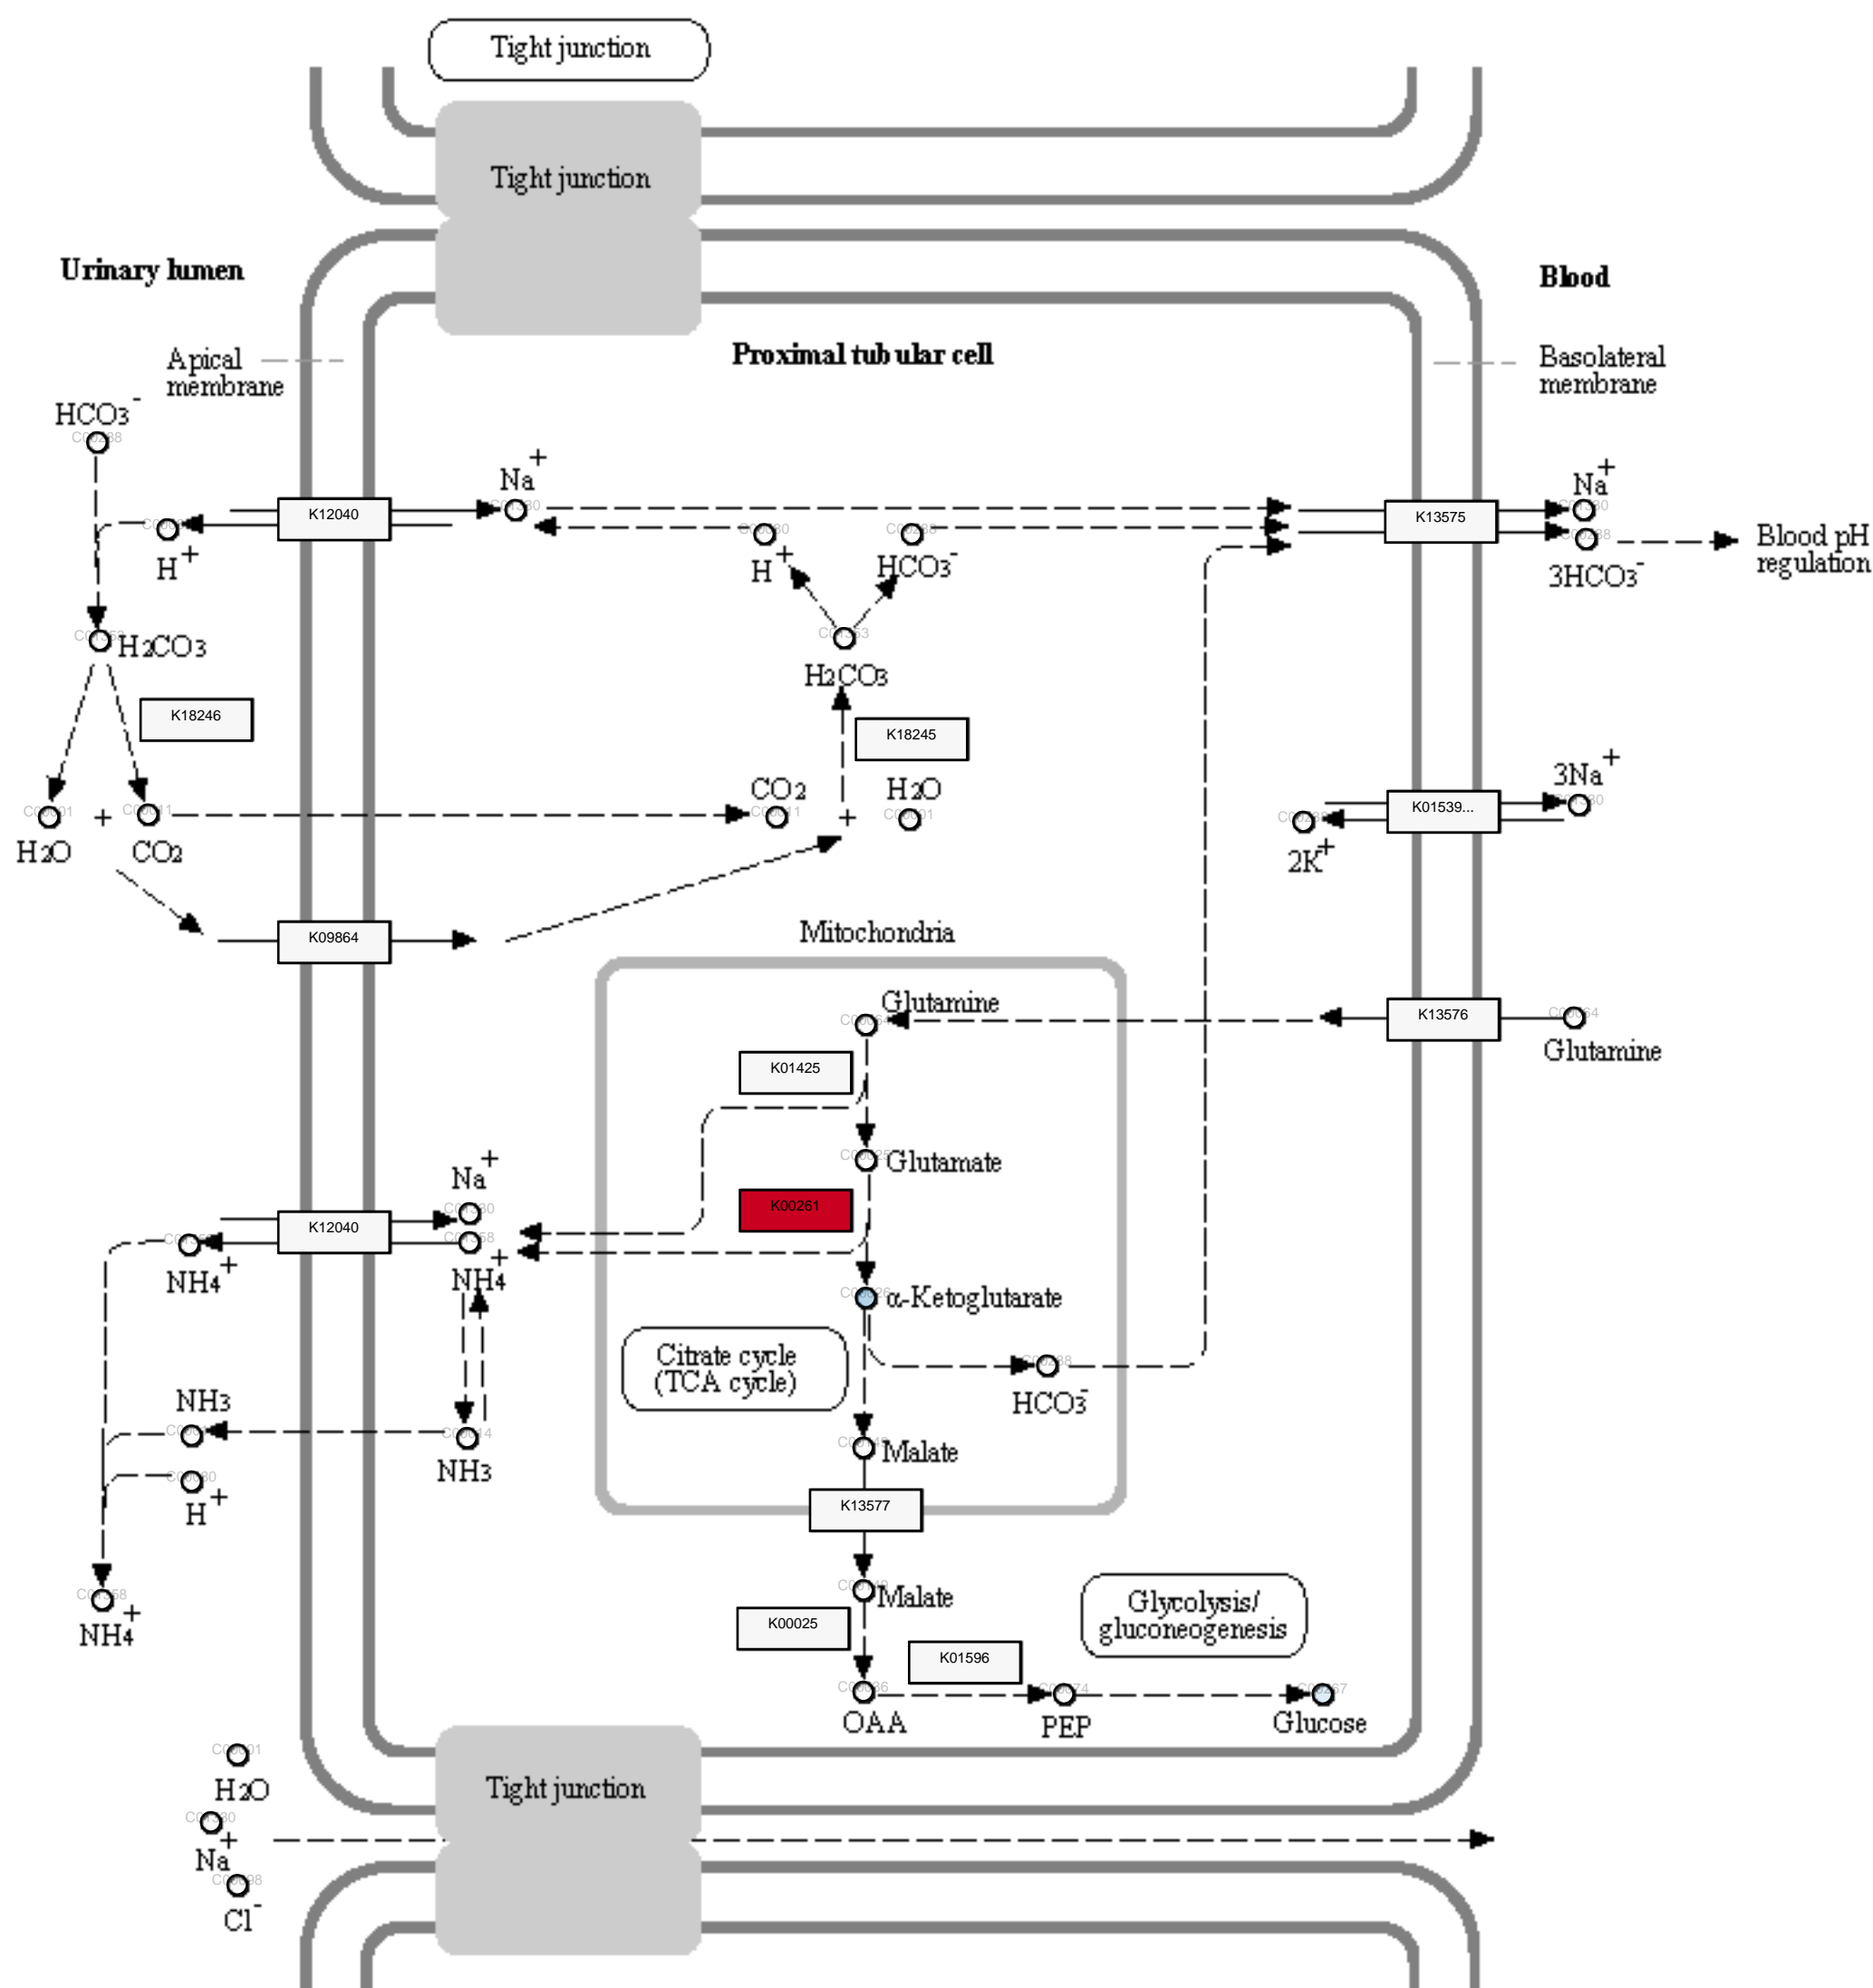 Tight junction
Tight junction
Urinary lumen
Blood
Proximal tubular cell
Apical
membrane
Basolateral
membrane
HCO3-
C00288
Na+
Na+
K12040
K13575
H+
H+
HCO3-
3HCO3-
Blood pH
regulation
H2CO3
H2CO3
K18246
K18245
CO2
H2O
3Na+
K01539...
H2O
+
CO2
+
2K+
K09864
Mitochondria
Glutamine
K13576
Glutamine
K01425
Glutamate
Na+
K00261
K12040
NH4+
NH4+
α-Ketoglutarate
Citrate cycle
(TCA cycle)
HCO3-
NH3
NH3
Malate
H+
K13577
Malate
NH4+
K00025
Glycolysis/
gluconeogenesis
K01596
OAA
PEP
Glucose
H2O
Tight junction
Na+
Cl-